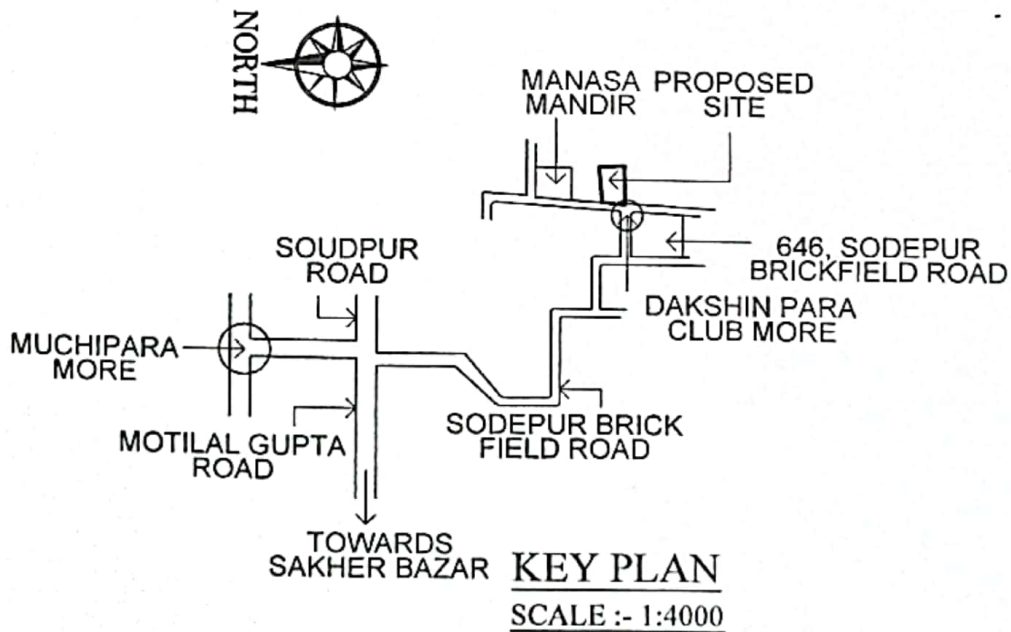 NORTH
MANASA
MANDIR
PROPOSED
SITE
SOUDPUR
ROAD
646, SODEPUR
BRICKFIELD ROAD
DAKSHIN PARA
CLUB MORE
MUCHIPARA
MORE
MOTILAL GUPTA
ROAD
SODEPUR BRICK
FIELD ROAD
TOWARDS
SAKHER BAZAR
KEY PLAN
SCALE :- 1:4000